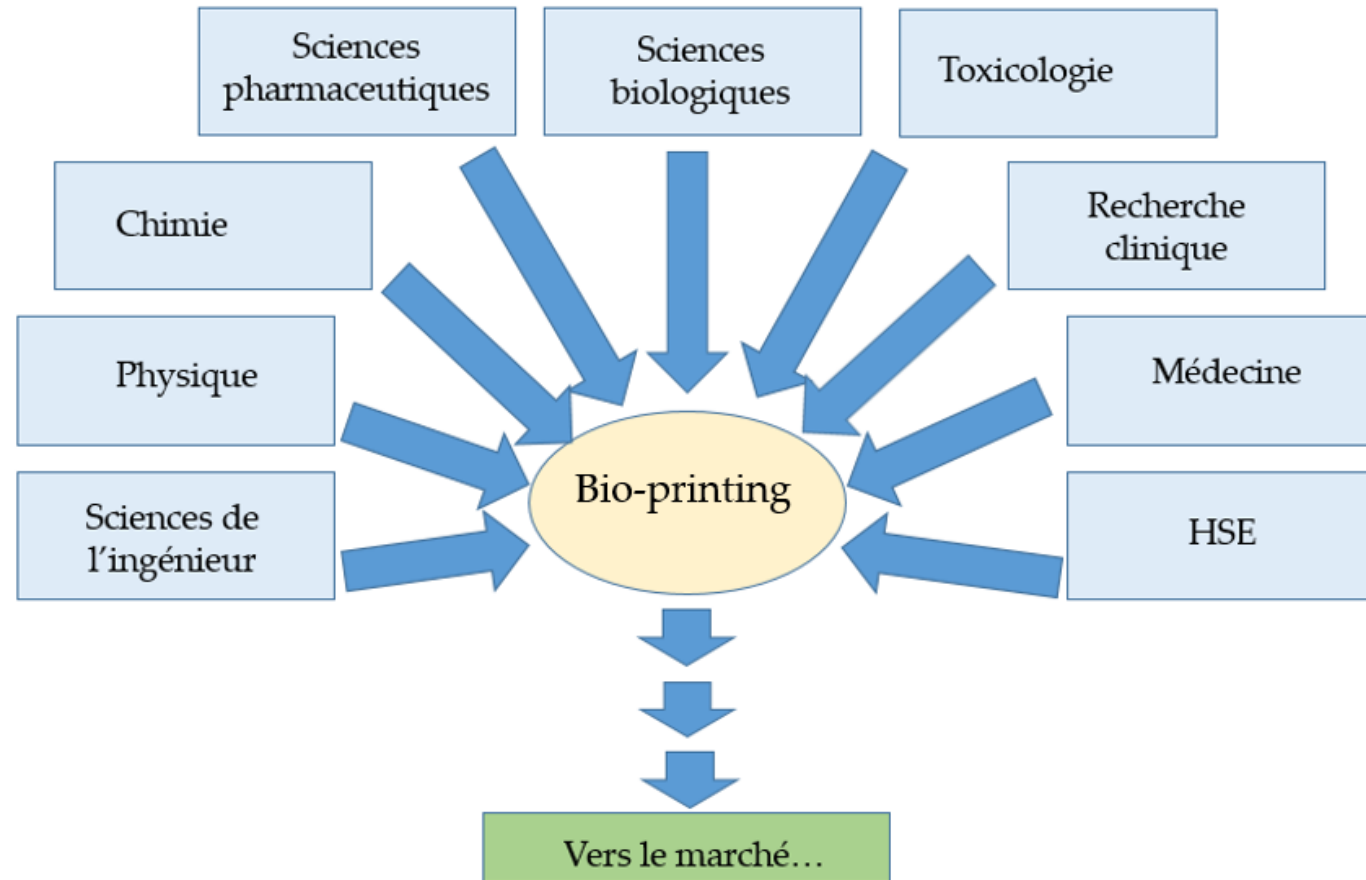 Sciences
pharmaceutiques
Sciences
biologiques
Toxicologie
Chimie
Recherche
clinique
Physique
Médecine
Bio-printing
Sciences de
l’ingénieur
HSE
Vers le marché…